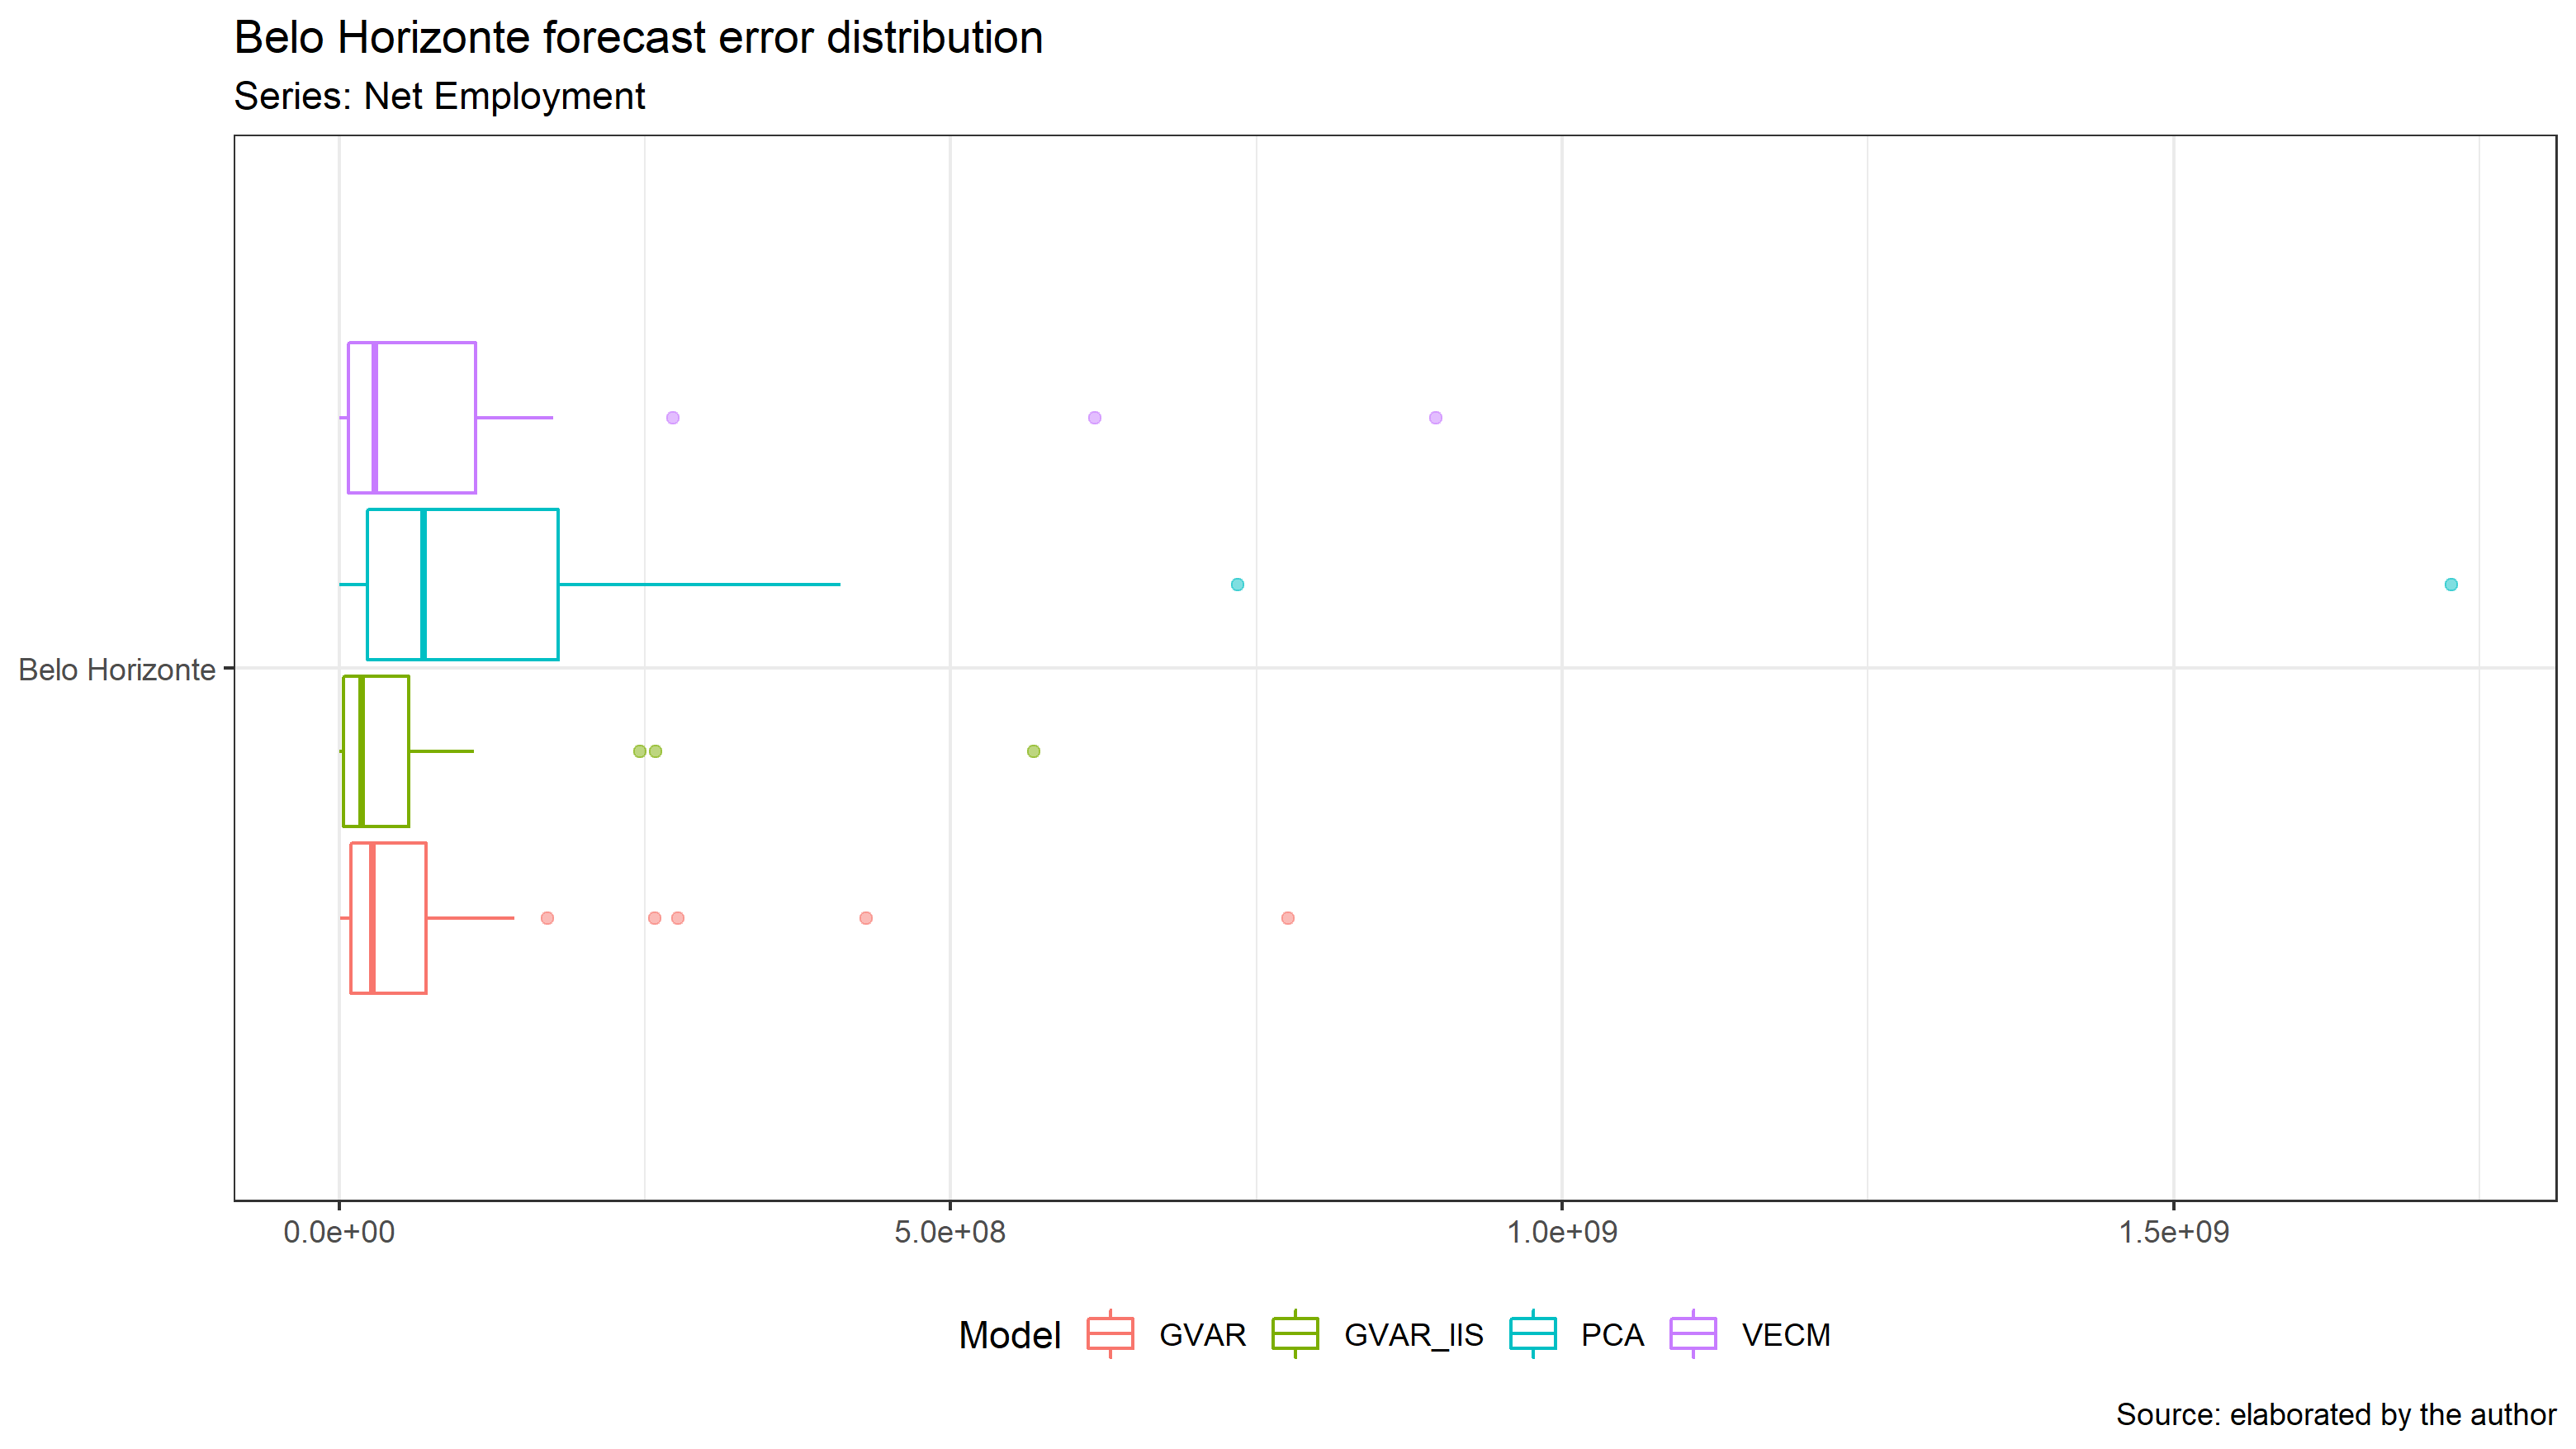 Belo Horizonte forecast error distribution
Series: Net Employment
Belo Horizonte
0.0e+00 5.0e+08 1.0e+09 1.5e+09
Model GVAR GVAR_IIS PCA VECM
Source: elaborated by the author